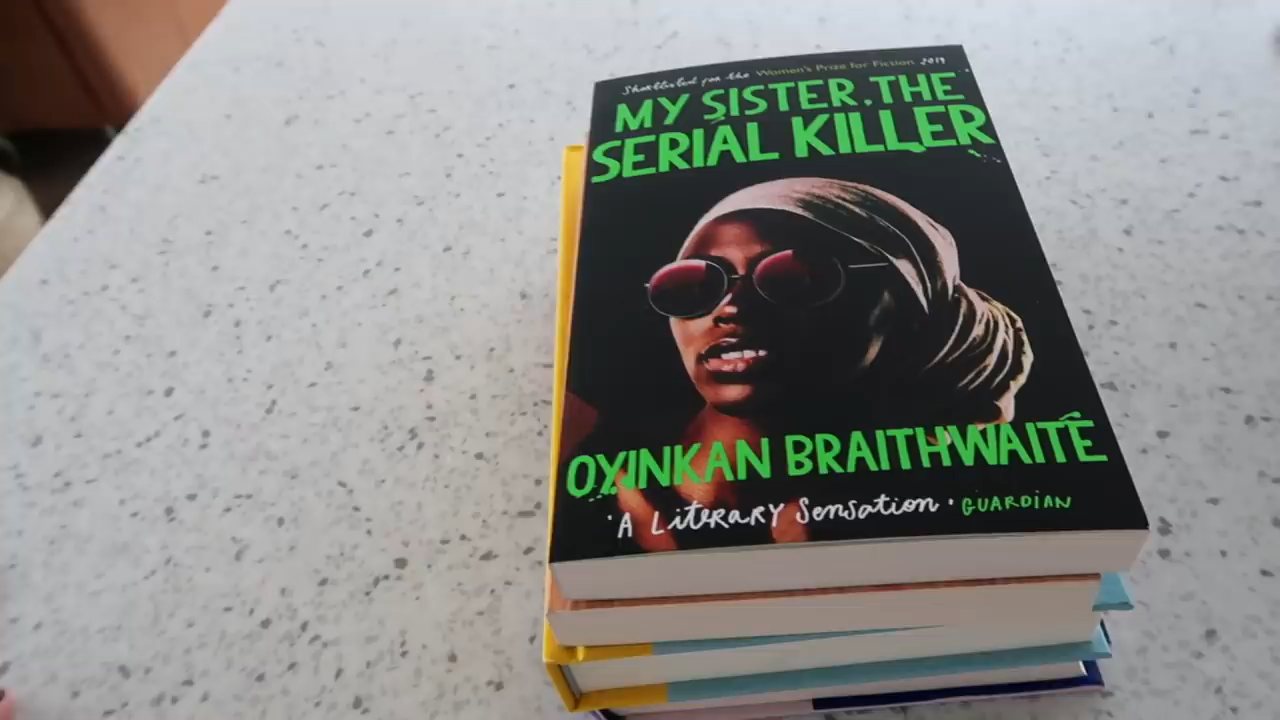 Shortlisted for the Women's Prize for Fiction 2019
MY SISTER, THE
SERIAL KILLER
OYINKAN BRAITHWAITE
'A Literary Sensation' GUARDIAN